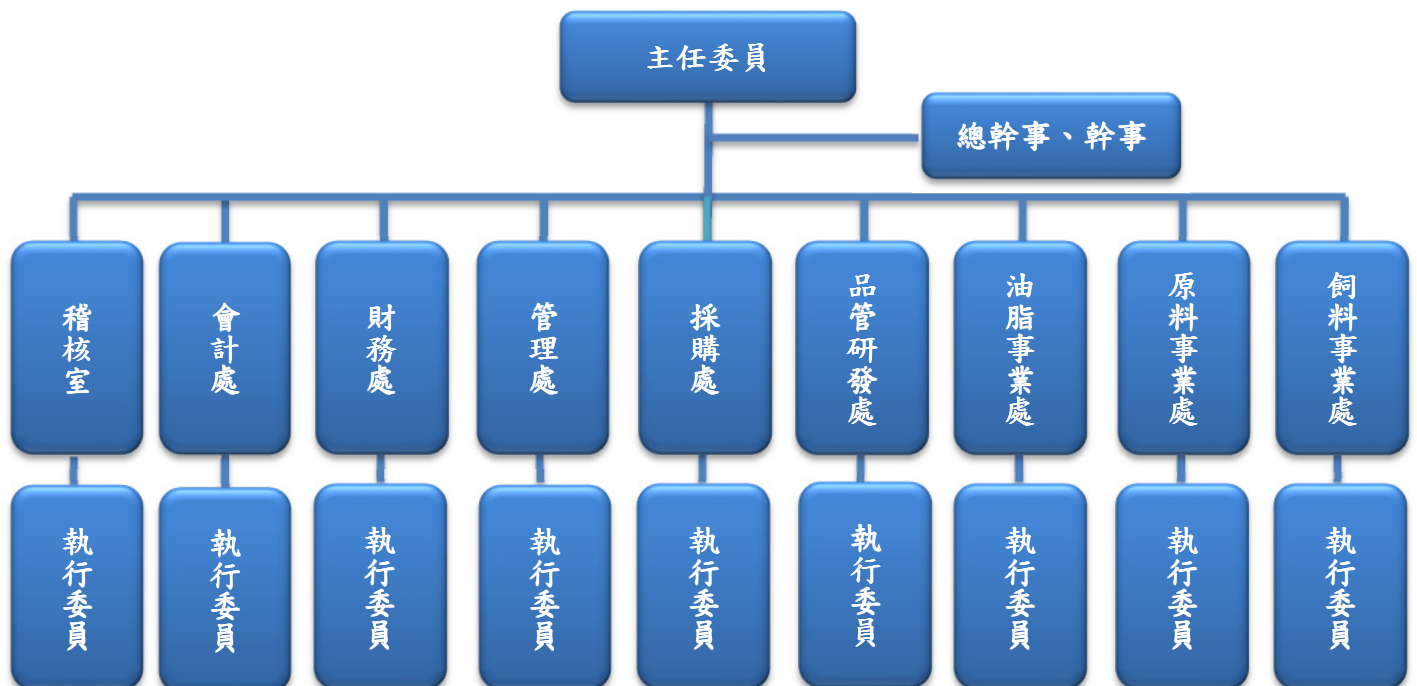 主任委員
總幹事、幹事
稽核室
會計處
財務處
管理處
採購處
品管研發處
油脂事業處
原料事業處
飼料事業處
執行委員
執行委員
執行委員
執行委員
執行委員
執行委員
執行委員
執行委員
執行委員